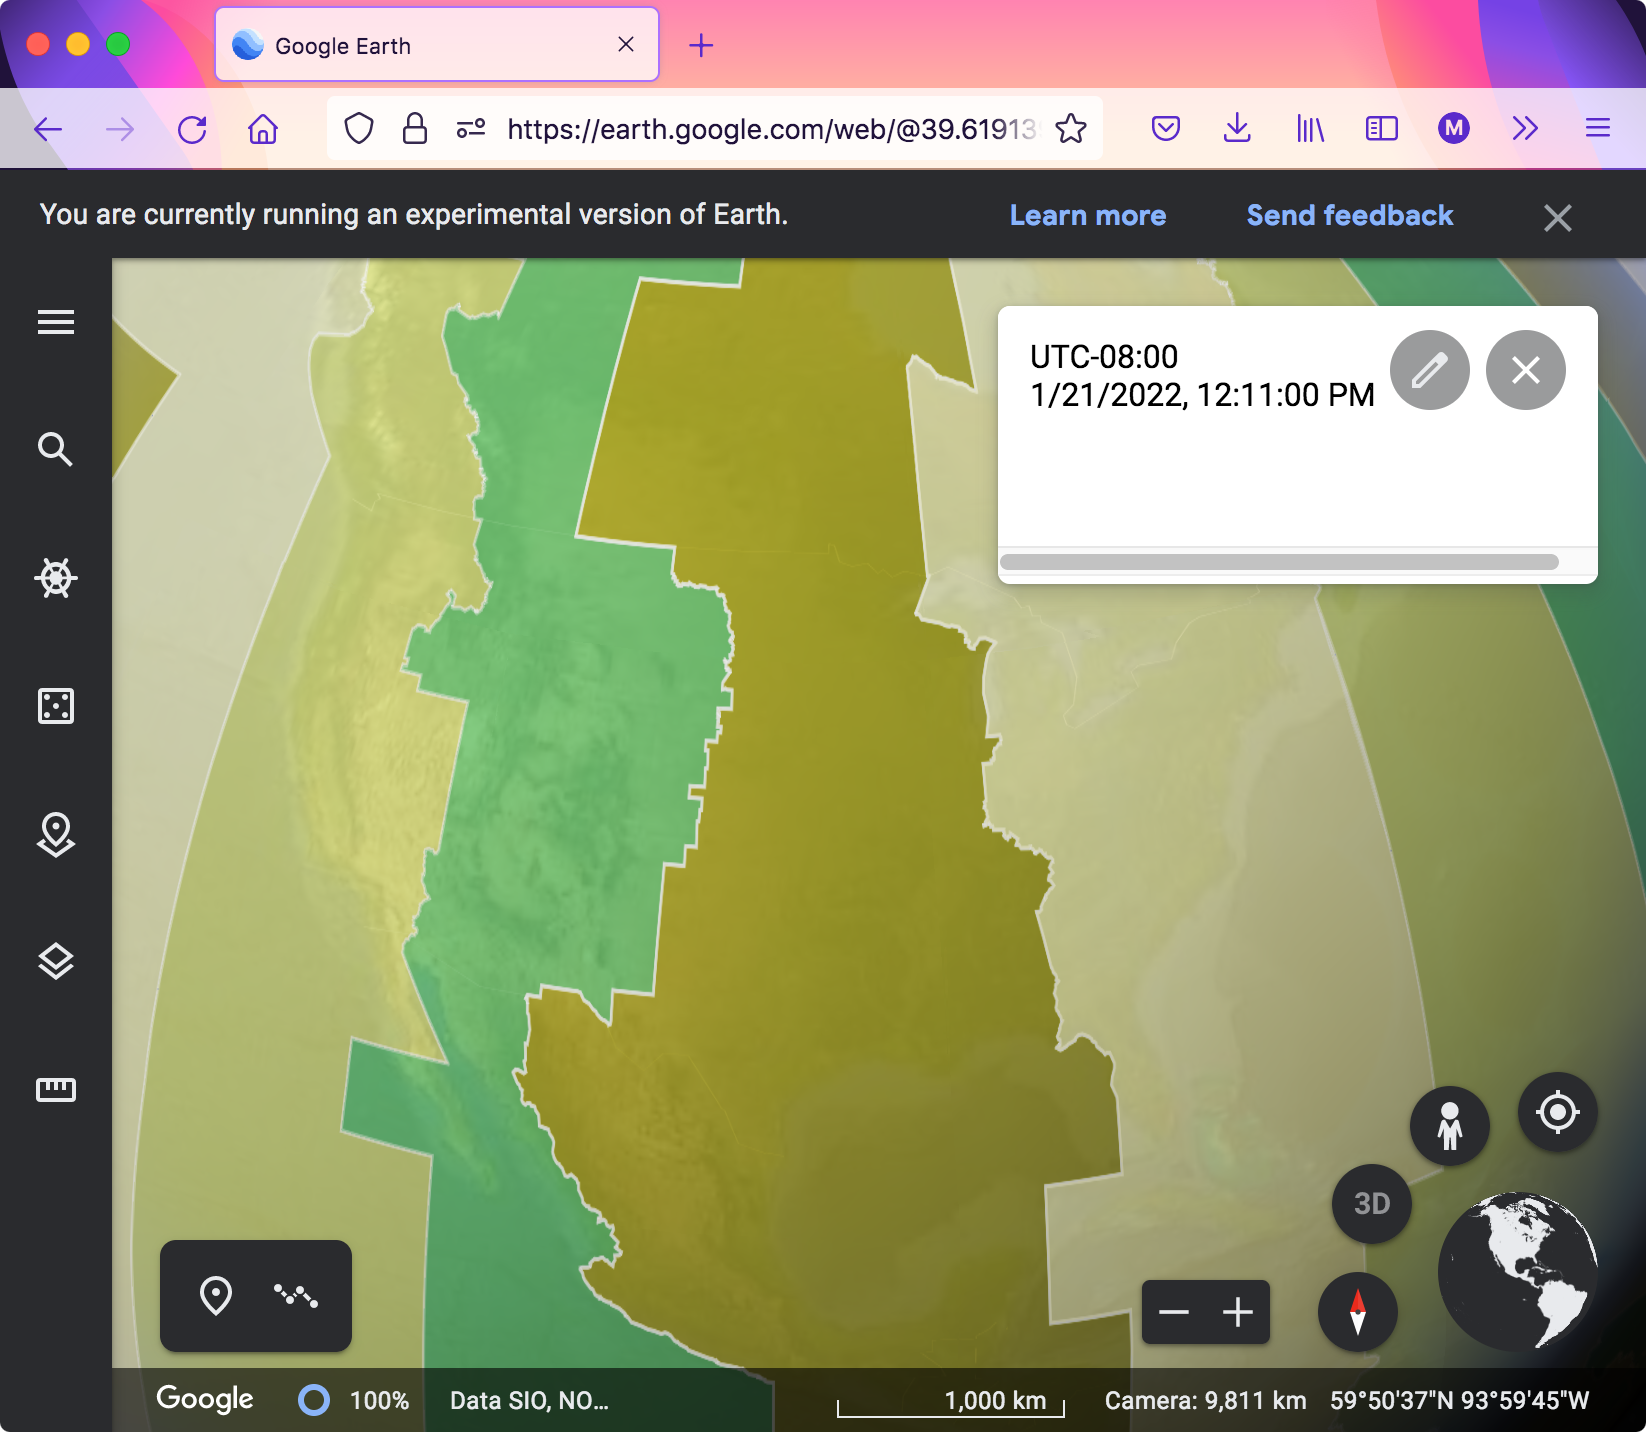 Google Earth
https://earth.google.com/web/@39.619139
M
You are currently running an experimental version of Earth.
Learn more
Send feedback
UTC-08:00
1/21/2022, 12:11:00 PM
3D
Google
100%
Data SIO, NO...
1,000 km
Camera: 9,811 km
59°50'37"N 93°59'45"W